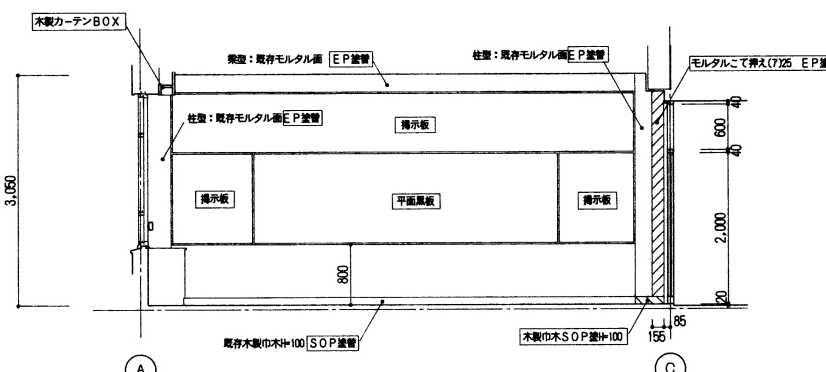 木製カーテンBOX
梁型：既存モルタル面 EP塗替
柱型：既存モルタル面EP塗替
モルタルこて押え(ア)25 EP塗
柱型：既存モルタル面EP塗替
掲示板
掲示板
平面黒板
掲示板
3,050
800
40
600
40
2,000
20
85
155
既存木製巾木H=100 SOP塗替
木製巾木SOP塗H=100
A
C